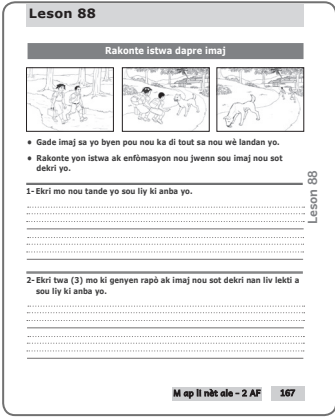 Leson 88
Rakonte istwa dapre imaj
• Gade imaj sa yo byen pou nou ka di tout sa nou wè landan yo.
• Rakonte yon istwa ak enfòmasyon nou jwenn sou imaj nou sot
dekri yo.
1- Ekri mo nou tande yo sou liy ki anba yo.
Leson 88
2- Ekri twa (3) mo ki genyen rapò ak imaj nou sot dekri nan liv lekti a
sou liy ki anba yo.
M ap li nèt ale – 2 AF 167